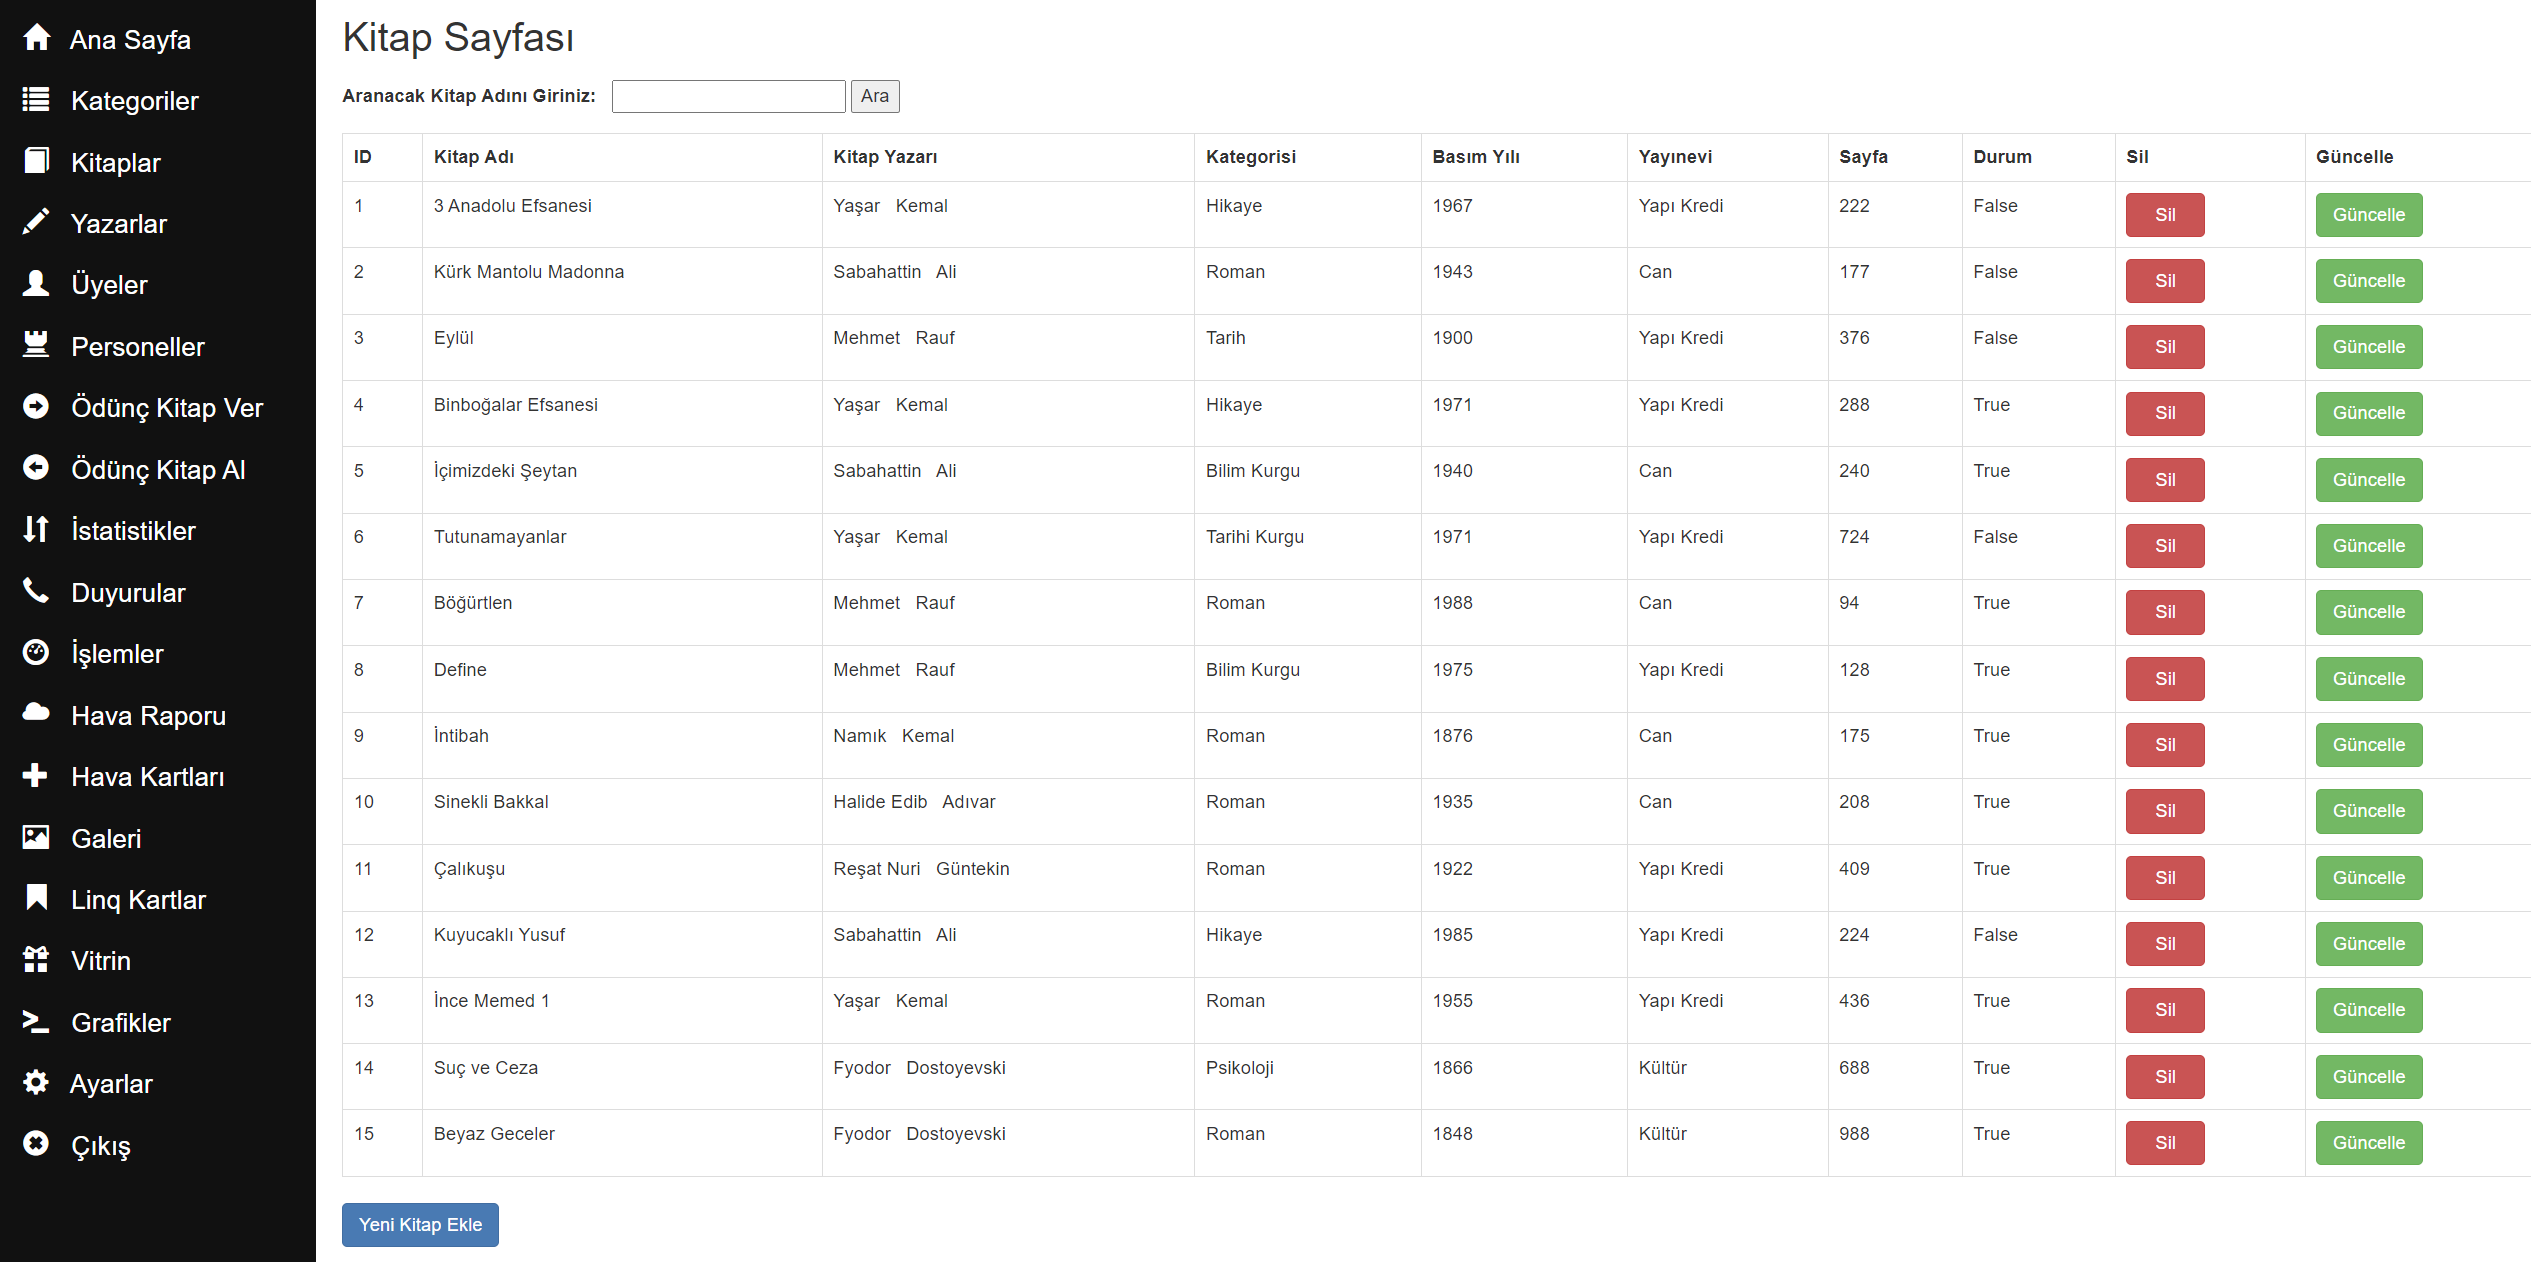 Ana Sayfa
Kategoriler
Kitaplar
Yazarlar
Üyeler
Personeller
Ödünç Kitap Ver
Ödünç Kitap Al
İstatistikler
Duyurular
İşlemler
Hava Raporu
Hava Kartları
Galeri
Linq Kartlar
Vitrin
Grafikler
Ayarlar
Çıkış
Kitap Sayfası
Aranacak Kitap Adını Giriniz: Ara
ID Kitap Adı Kitap Yazarı Kategorisi Basım Yılı Yayınevi Sayfa Durum Sil Güncelle
1 3 Anadolu Efsanesi Yaşar Kemal Hikaye 1967 Yapı Kredi 222 False Sil Güncelle
2 Kürk Mantolu Madonna Sabahattin Ali Roman 1943 Can 177 False Sil Güncelle
3 Eylül Mehmet Rauf Tarih 1900 Yapı Kredi 376 False Sil Güncelle
4 Binboğalar Efsanesi Yaşar Kemal Hikaye 1971 Yapı Kredi 288 True Sil Güncelle
5 İçimizdeki Şeytan Sabahattin Ali Bilim Kurgu 1940 Can 240 True Sil Güncelle
6 Tutunamayanlar Yaşar Kemal Tarihi Kurgu 1971 Yapı Kredi 724 False Sil Güncelle
7 Böğürtlen Mehmet Rauf Roman 1988 Can 94 True Sil Güncelle
8 Define Mehmet Rauf Bilim Kurgu 1975 Yapı Kredi 128 True Sil Güncelle
9 İntibah Namık Kemal Roman 1876 Can 175 True Sil Güncelle
10 Sinekli Bakkal Halide Edib Adıvar Roman 1935 Can 208 True Sil Güncelle
11 Çalıkuşu Reşat Nuri Güntekin Roman 1922 Yapı Kredi 409 True Sil Güncelle
12 Kuyucaklı Yusuf Sabahattin Ali Hikaye 1985 Yapı Kredi 224 False Sil Güncelle
13 İnce Memed 1 Yaşar Kemal Roman 1955 Yapı Kredi 436 True Sil Güncelle
14 Suç ve Ceza Fyodor Dostoyevski Psikoloji 1866 Kültür 688 True Sil Güncelle
15 Beyaz Geceler Fyodor Dostoyevski Roman 1848 Kültür 988 True Sil Güncelle
Yeni Kitap Ekle